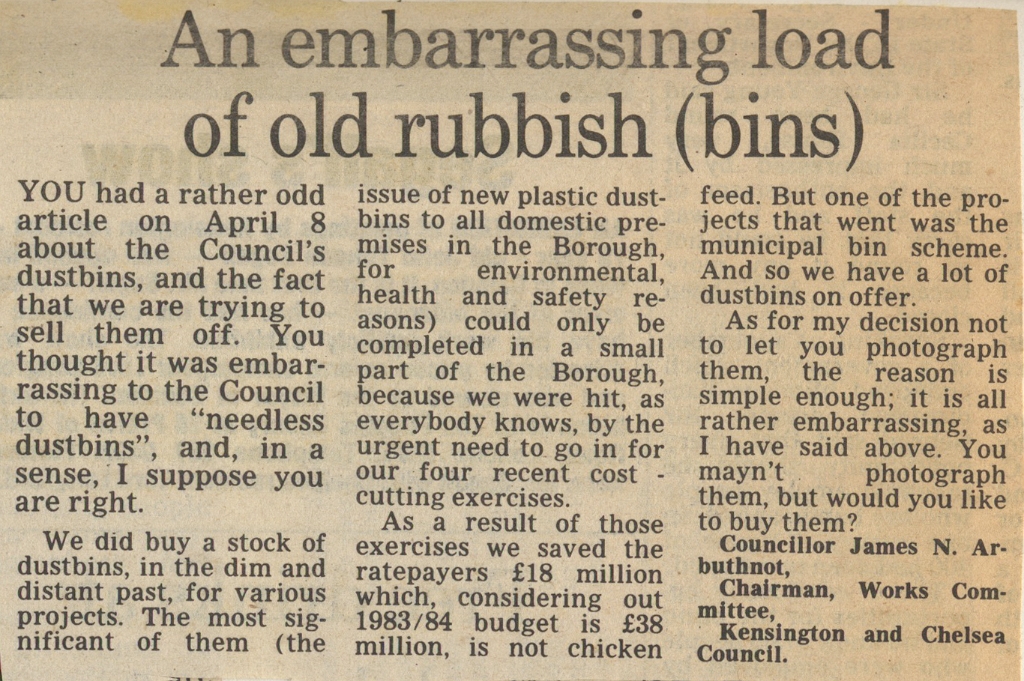 An embarrassing load
of old rubbish (bins)
YOU had a rather odd
article on April 8
about the Council's
dustbins, and the fact
that we are trying to
sell them off. You
thought it was embar-
rassing to the Council
to have "needless
dustbins", and, in a
sense, I suppose you
are right.
We did buy a stock of
dustbins, in the dim and
distant past, for various
projects. The most sig-
nificant of them (the
issue of new plastic dust-
bins to all domestic pre-
mises in the Borough,
for environmental,
health and safety re-
asons) could only be
completed in a small
part of the Borough,
because we were hit, as
everybody knows, by the
urgent need to go in for
our four recent cost -
cutting exercises.
As a result of those
exercises we saved the
ratepayers £18 million
which, considering out
1983/84 budget is £38
million, is not chicken
feed. But one of the pro-
jects that went was the
municipal bin scheme.
And so we have a lot of
dustbins on offer.
As for my decision not
to let you photograph
them, the reason is
simple enough; it is all
rather embarrassing, as
I have said above. You
mayn't photograph
them, but would you like
to buy them?
Councillor James N. Ar-
buthnot,
Chairman, Works Com-
mittee,
Kensington and Chelsea
Council.